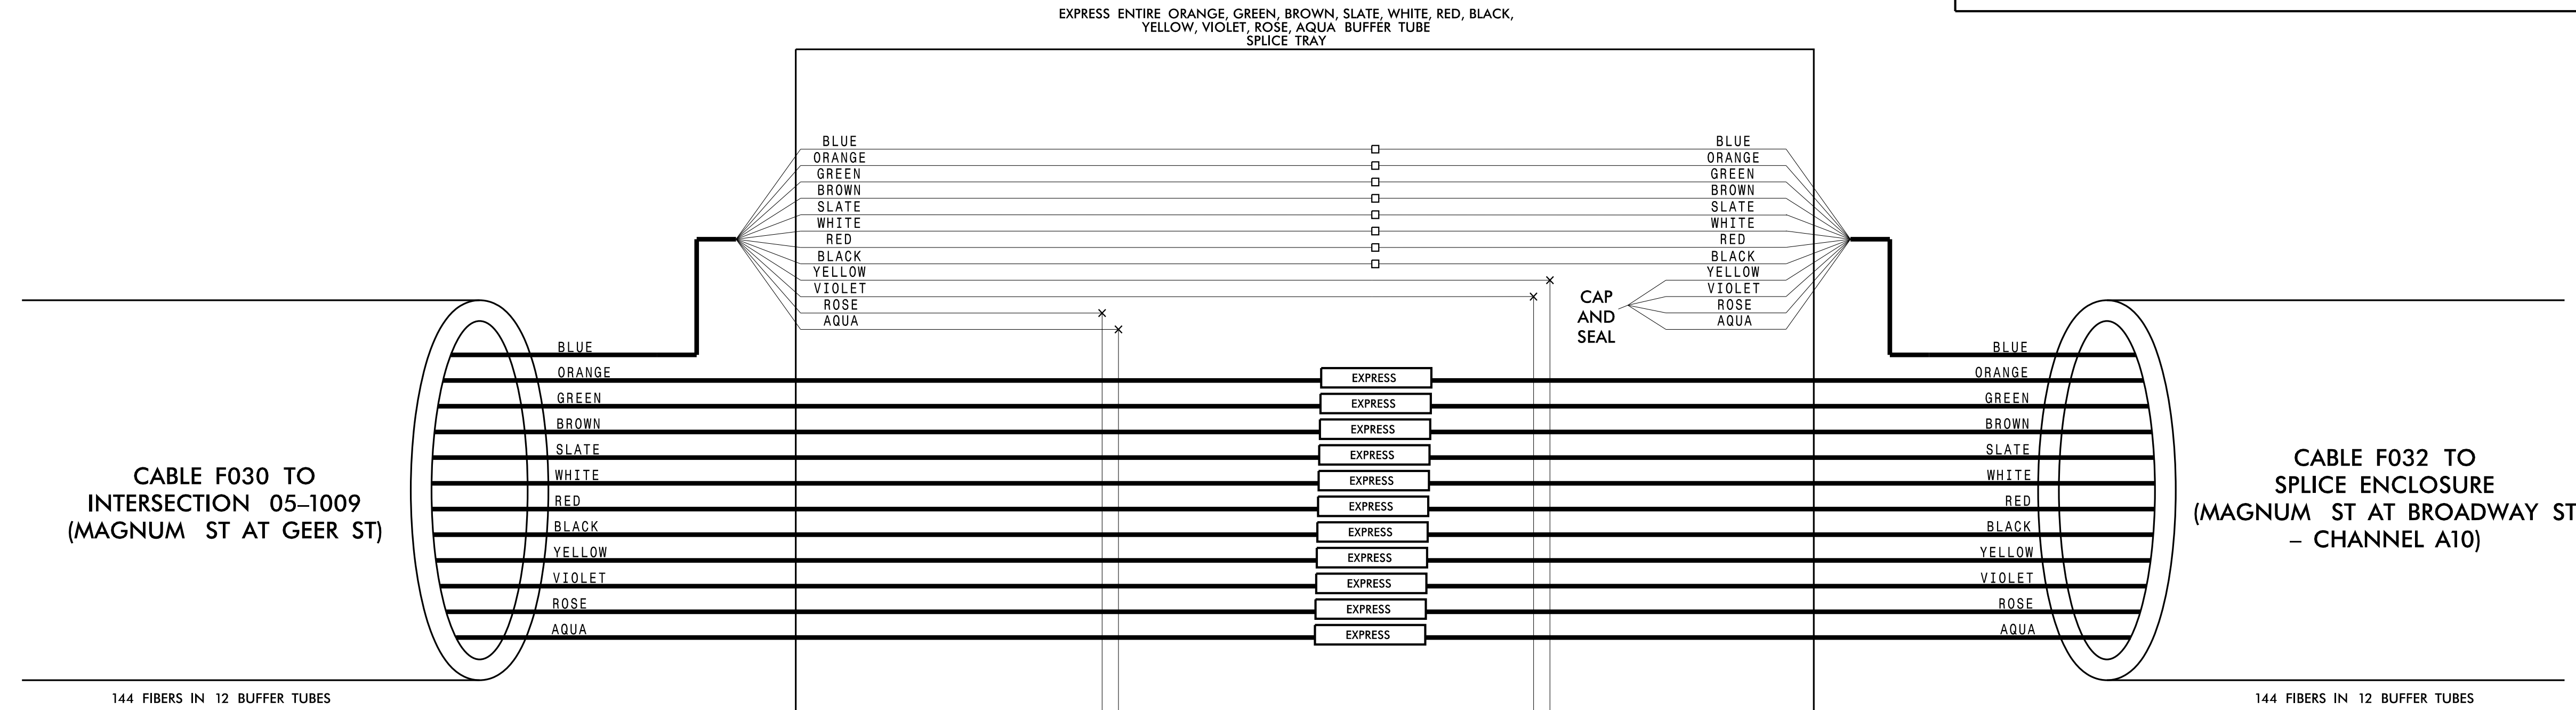 EXPRESS ENTIRE ORANGE, GREEN, BROWN, SLATE, WHITE, RED, BLACK,
YELLOW, VIOLET, ROSE, AQUA BUFFER TUBE
SPLICE TRAY
BLUE
ORANGE
GREEN
BROWN
SLATE
WHITE
RED
BLACK
YELLOW
VIOLET
ROSE
AQUA
BLUE
ORANGE
GREEN
BROWN
SLATE
WHITE
RED
BLACK
YELLOW
VIOLET
ROSE
AQUA
CAP
AND
SEAL
BLUE
ORANGE
GREEN
BROWN
SLATE
WHITE
RED
BLACK
YELLOW
VIOLET
ROSE
AQUA
EXPRESS
EXPRESS
EXPRESS
EXPRESS
EXPRESS
EXPRESS
EXPRESS
EXPRESS
EXPRESS
EXPRESS
EXPRESS
BLUE
ORANGE
GREEN
BROWN
SLATE
WHITE
RED
BLACK
YELLOW
VIOLET
ROSE
AQUA
CABLE F030 TO
INTERSECTION 05–1009
(MAGNUM ST AT GEER ST)
144 FIBERS IN 12 BUFFER TUBES
CABLE F032 TO
SPLICE ENCLOSURE
(MAGNUM ST AT BROADWAY ST
– CHANNEL A10)
144 FIBERS IN 12 BUFFER TUBES